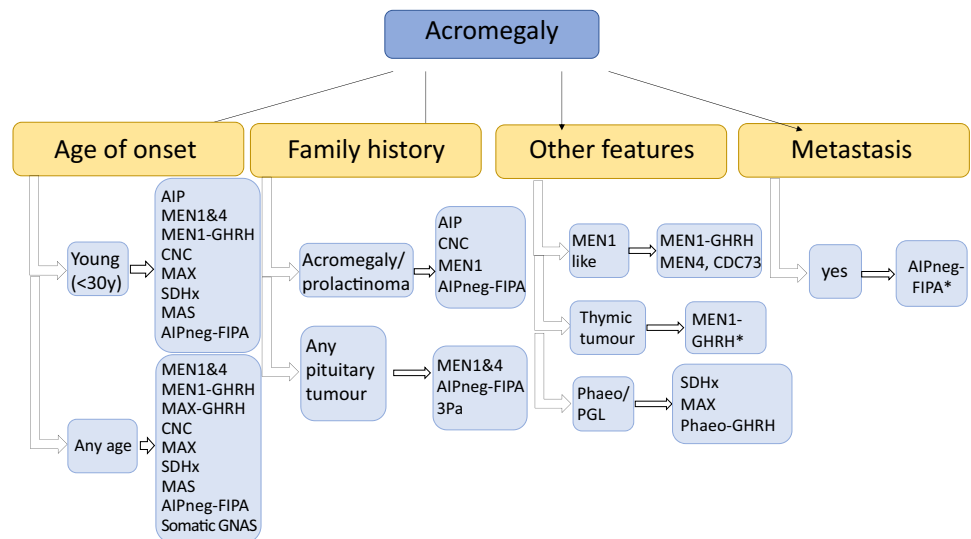 Acromegaly
Age of onset
Family history
Other features
Metastasis
Young
(<30y)
AIP
MEN1&4
MEN1-GHRH
CNC
MAX
SDHx
MAS
AIPneg-FIPA
Any age
MEN1&4
MEN1-GHRH
MAX-GHRH
CNC
MAX
SDHx
MAS
AIPneg-FIPA
Somatic GNAS
Acromegaly/
prolactinoma
AIP
CNC
MEN1
AIPneg-FIPA
Any
pituitary
tumour
MEN1&4
AIPneg-FIPA
3Pa
MEN1
like
MEN1-GHRH
MEN4, CDC73
Thymic
tumour
MEN1-
GHRH*
Phaeo/
PGL
SDHx
MAX
Phaeo-GHRH
yes
AIPneg-
FIPA*